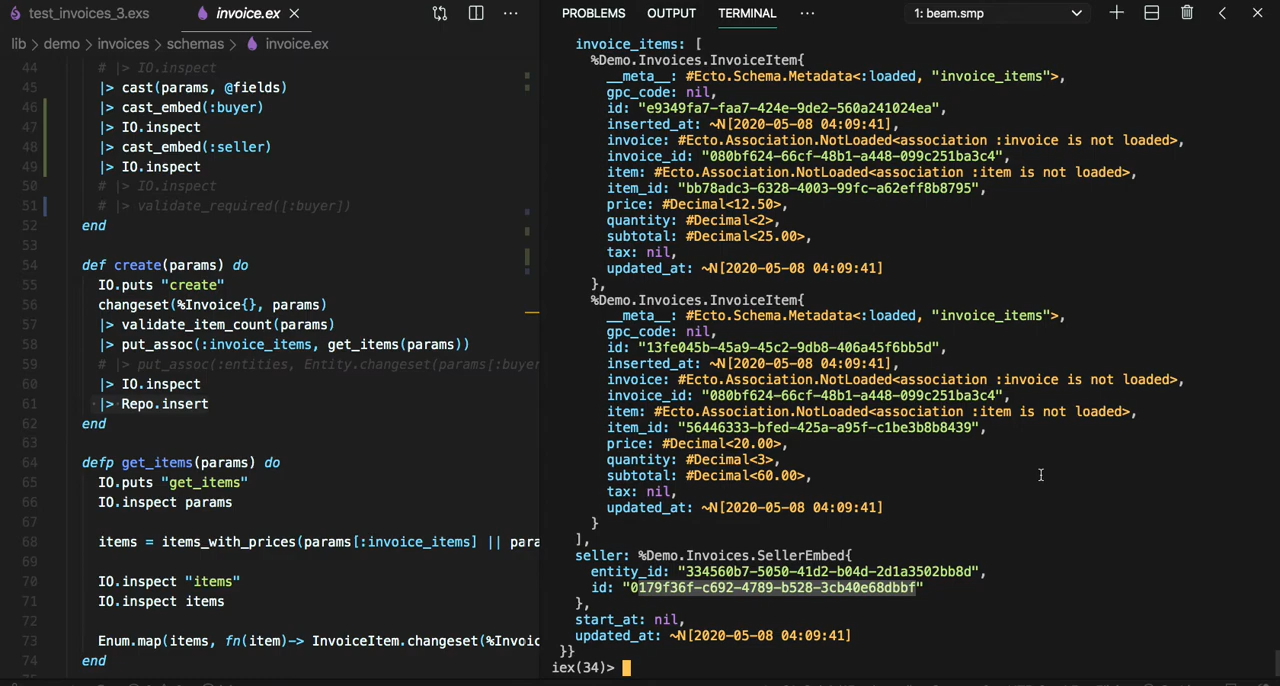 test_invoices_3.exs
invoice.ex
lib > demo > invoices > schemas > invoice.ex
44 # |> IO.inspect
45 |> cast(params, @fields)
46 |> cast_embed(:buyer)
47 |> IO.inspect
48 |> cast_embed(:seller)
49 |> IO.inspect
50 # |> IO.inspect
51 # |> validate_required([:buyer])
52 end
53
54 def create(params) do
55 IO.puts "create"
56 changeset(%Invoice{}, params)
57 |> validate_item_count(params)
58 |> put_assoc(:invoice_items, get_items(params))
59 # |> put_assoc(:entities, Entity.changeset(params[:buyer
60 |> IO.inspect
61 |> Repo.insert
62 end
63
64 defp get_items(params) do
65 IO.puts "get_items"
66 IO.inspect params
67
68 items = items_with_prices(params[:invoice_items] || para
69
70 IO.inspect "items"
71 IO.inspect items
72
73 Enum.map(items, fn(item)-> InvoiceItem.changeset(%Invoic
74 end
PROBLEMS OUTPUT TERMINAL ··· 1: beam.smp
invoice_items: [
%Demo.Invoices.InvoiceItem{
__meta__: #Ecto.Schema.Metadata<:loaded, "invoice_items">,
gpc_code: nil,
id: "e9349fa7-faa7-424e-9de2-560a241024ea",
inserted_at: ~N[2020-05-08 04:09:41],
invoice: #Ecto.Association.NotLoaded<association :invoice is not loaded>,
invoice_id: "080bf624-66cf-48b1-a448-099c251ba3c4",
item: #Ecto.Association.NotLoaded<association :item is not loaded>,
item_id: "bb78adc3-6328-4003-99fc-a62eff8b8795",
price: #Decimal<12.50>,
quantity: #Decimal<2>,
subtotal: #Decimal<25.00>,
tax: nil,
updated_at: ~N[2020-05-08 04:09:41]
},
%Demo.Invoices.InvoiceItem{
__meta__: #Ecto.Schema.Metadata<:loaded, "invoice_items">,
gpc_code: nil,
id: "13fe045b-45a9-45c2-9db8-406a45f6bb5d",
inserted_at: ~N[2020-05-08 04:09:41],
invoice: #Ecto.Association.NotLoaded<association :invoice is not loaded>,
invoice_id: "080bf624-66cf-48b1-a448-099c251ba3c4",
item: #Ecto.Association.NotLoaded<association :item is not loaded>,
item_id: "56446333-bfed-425a-a95f-c1be3b8b8439",
price: #Decimal<20.00>,
quantity: #Decimal<3>,
subtotal: #Decimal<60.00>,
tax: nil,
updated_at: ~N[2020-05-08 04:09:41]
}
],
seller: %Demo.Invoices.SellerEmbed{
entity_id: "334560b7-5050-41d2-b04d-2d1a3502bb8d",
id: "0179f36f-c692-4789-b528-3cb40e68dbbf"
},
start_at: nil,
updated_at: ~N[2020-05-08 04:09:41]
}}
iex(34)>